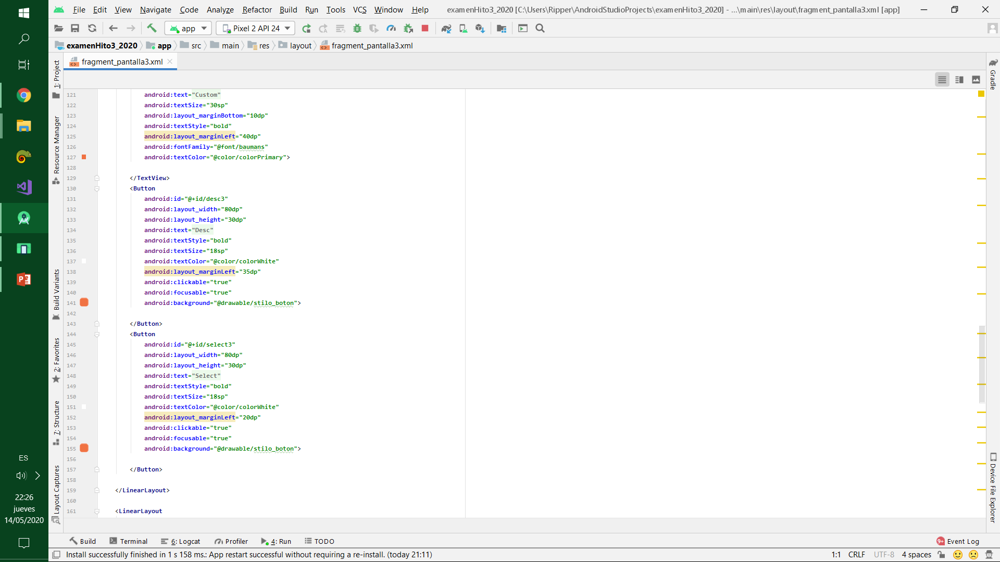 File Edit View Navigate Code Analyze Refactor Build Run Tools VCS Window Help examenHito3_2020 [C:\Users\Ripper\AndroidStudioProjects\examenHito3_2020] - ...\main\res\layout\fragment_pantalla3.xml [app]
app Pixel 2 API 24
examenHito3_2020 app src main res layout fragment_pantalla3.xml
fragment_pantalla3.xml
1: Project
Resource Manager
Build Variants
2: Favorites
7: Structure
Layout Captures
Gradle
Device File Explorer
121 android:text="Custom"
122 android:textSize="30sp"
123 android:layout_marginBottom="10dp"
124 android:textStyle="bold"
125 android:layout_marginLeft="40dp"
126 android:fontFamily="@font/baumans"
127 android:textColor="@color/colorPrimary">
128
129 </TextView>
130 <Button
131 android:id="@+id/desc3"
132 android:layout_width="80dp"
133 android:layout_height="30dp"
134 android:text="Desc"
135 android:textStyle="bold"
136 android:textSize="18sp"
137 android:textColor="@color/colorWhite"
138 android:layout_marginLeft="35dp"
139 android:clickable="true"
140 android:focusable="true"
141 android:background="@drawable/stilo_boton">
142
143 </Button>
144 <Button
145 android:id="@+id/select3"
146 android:layout_width="80dp"
147 android:layout_height="30dp"
148 android:text="Select"
149 android:textStyle="bold"
150 android:textSize="18sp"
151 android:textColor="@color/colorWhite"
152 android:layout_marginLeft="20dp"
153 android:clickable="true"
154 android:focusable="true"
155 android:background="@drawable/stilo_boton">
156
157 </Button>
158
159 </LinearLayout>
160
161 <LinearLayout
Build Terminal 6: Logcat Profiler 4: Run TODO 9+ Event Log
Install successfully finished in 1 s 158 ms.: App restart successful without requiring a re-install. (today 21:11) 1:1 CRLF UTF-8 4 spaces
ES
22:26
jueves
14/05/2020